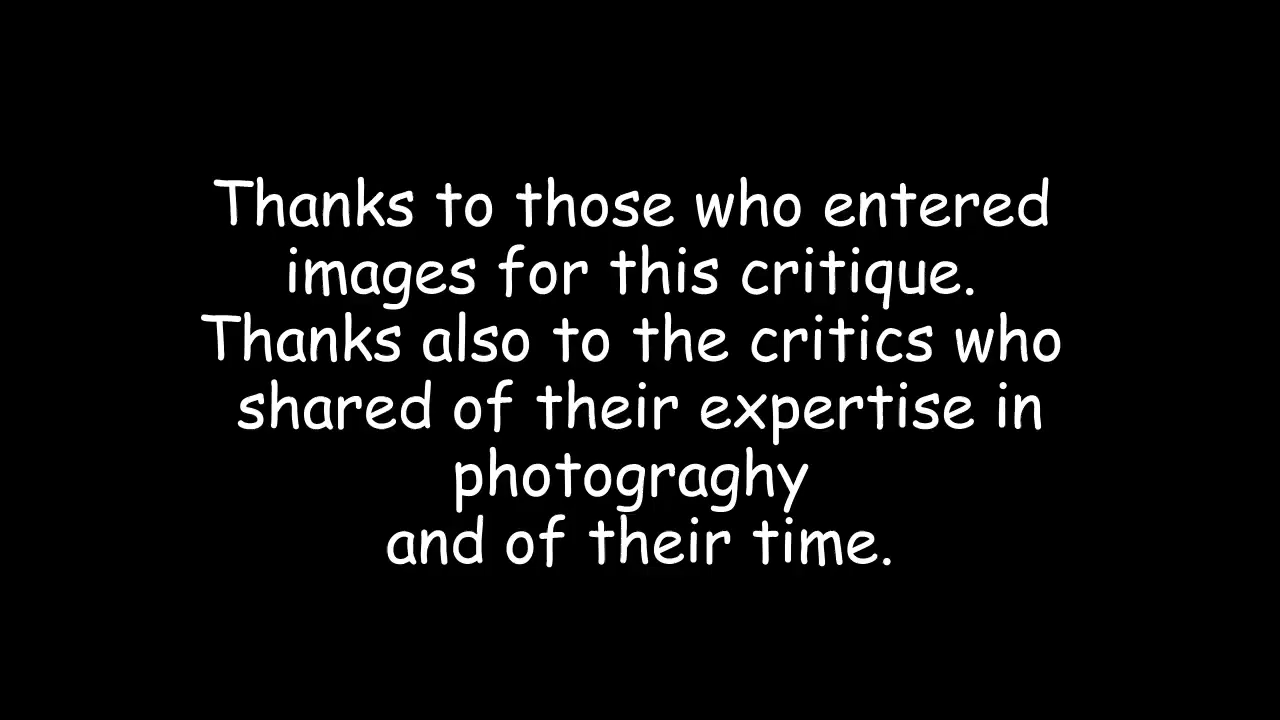 Thanks to those who entered
images for this critique.
Thanks also to the critics who
shared of their expertise in
photograghy
and of their time.